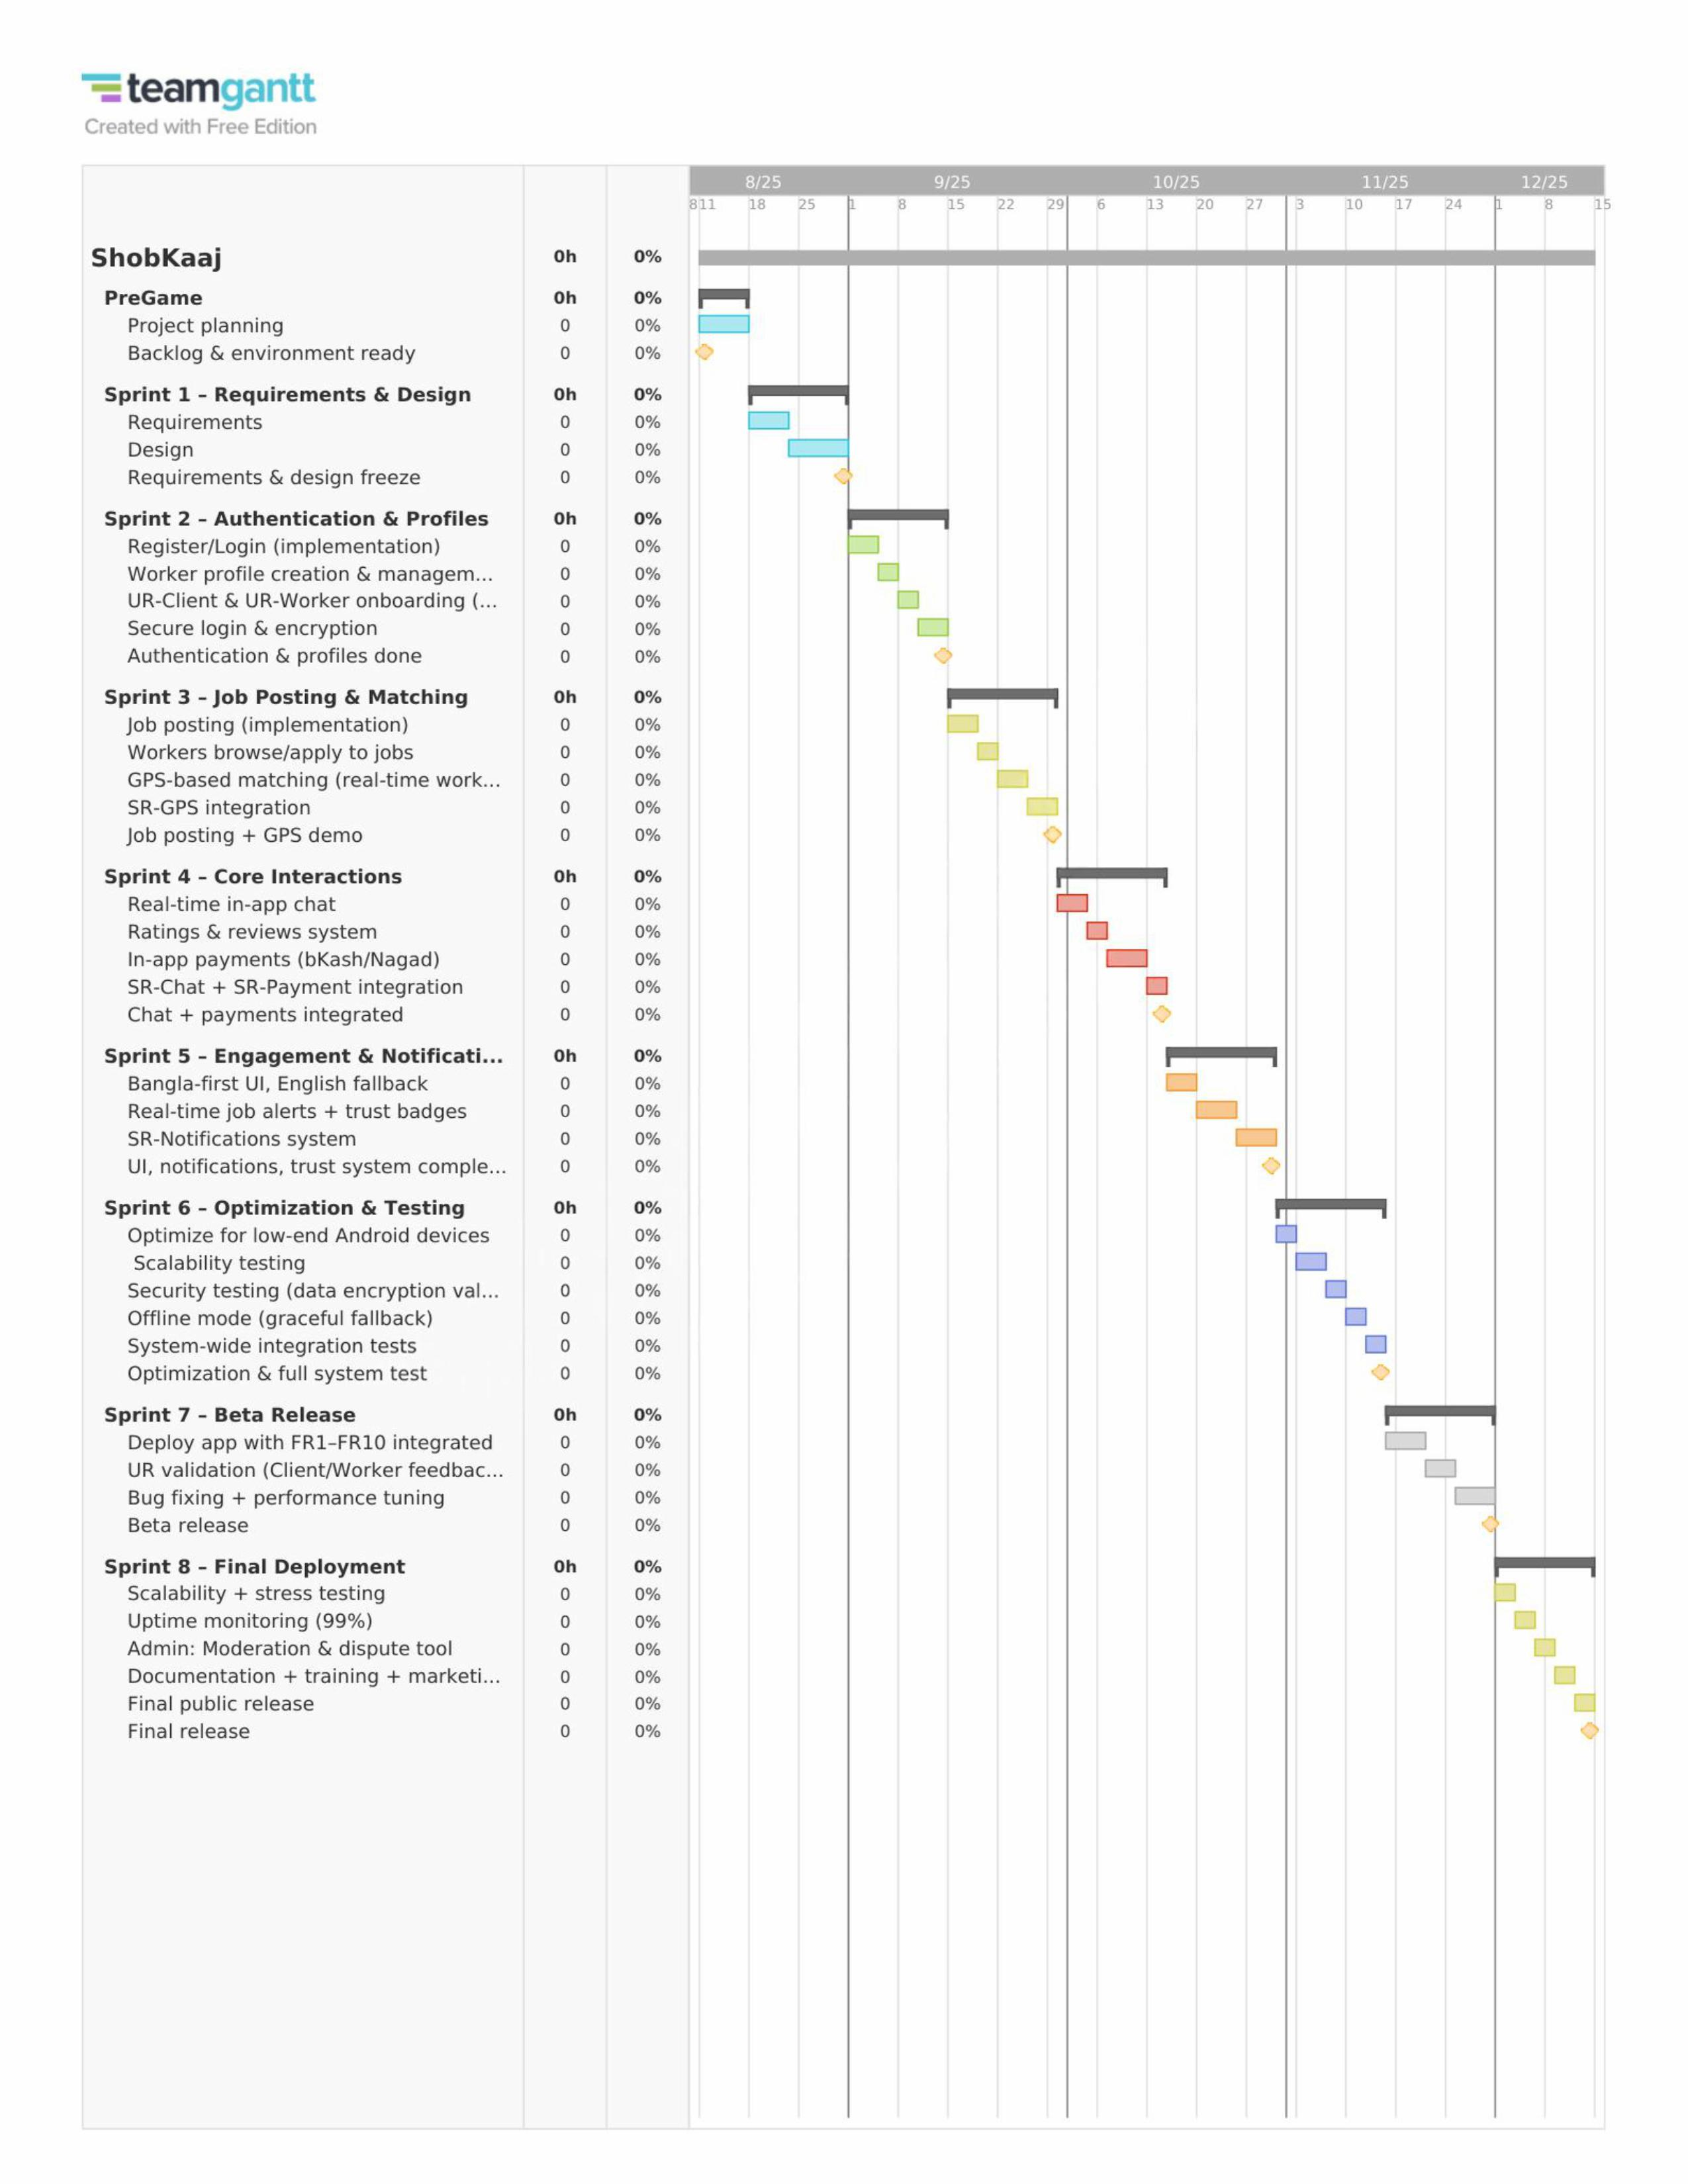 teamgantt
Created with Free Edition
8/25 9/25 10/25 11/25 12/25
8 11 18 25 1 8 15 22 29 6 13 20 27 3 10 17 24 1 8 15
ShobKaaj 0h 0%
PreGame 0h 0%
Project planning 0 0%
Backlog & environment ready 0 0%
Sprint 1 – Requirements & Design 0h 0%
Requirements 0 0%
Design 0 0%
Requirements & design freeze 0 0%
Sprint 2 – Authentication & Profiles 0h 0%
Register/Login (implementation) 0 0%
Worker profile creation & managem... 0 0%
UR-Client & UR-Worker onboarding (... 0 0%
Secure login & encryption 0 0%
Authentication & profiles done 0 0%
Sprint 3 – Job Posting & Matching 0h 0%
Job posting (implementation) 0 0%
Workers browse/apply to jobs 0 0%
GPS-based matching (real-time work... 0 0%
SR-GPS integration 0 0%
Job posting + GPS demo 0 0%
Sprint 4 – Core Interactions 0h 0%
Real-time in-app chat 0 0%
Ratings & reviews system 0 0%
In-app payments (bKash/Nagad) 0 0%
SR-Chat + SR-Payment integration 0 0%
Chat + payments integrated 0 0%
Sprint 5 – Engagement & Notificati... 0h 0%
Bangla-first UI, English fallback 0 0%
Real-time job alerts + trust badges 0 0%
SR-Notifications system 0 0%
UI, notifications, trust system comple... 0 0%
Sprint 6 – Optimization & Testing 0h 0%
Optimize for low-end Android devices 0 0%
Scalability testing 0 0%
Security testing (data encryption val... 0 0%
Offline mode (graceful fallback) 0 0%
System-wide integration tests 0 0%
Optimization & full system test 0 0%
Sprint 7 – Beta Release 0h 0%
Deploy app with FR1–FR10 integrated 0 0%
UR validation (Client/Worker feedbac... 0 0%
Bug fixing + performance tuning 0 0%
Beta release 0 0%
Sprint 8 – Final Deployment 0h 0%
Scalability + stress testing 0 0%
Uptime monitoring (99%) 0 0%
Admin: Moderation & dispute tool 0 0%
Documentation + training + marketi... 0 0%
Final public release 0 0%
Final release 0 0%